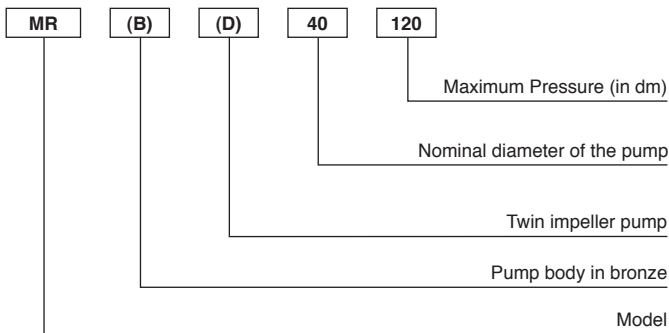 MR (B) (D) 40 120
Maximum Pressure (in dm)
Nominal diameter of the pump
Twin impeller pump
Pump body in bronze
Model